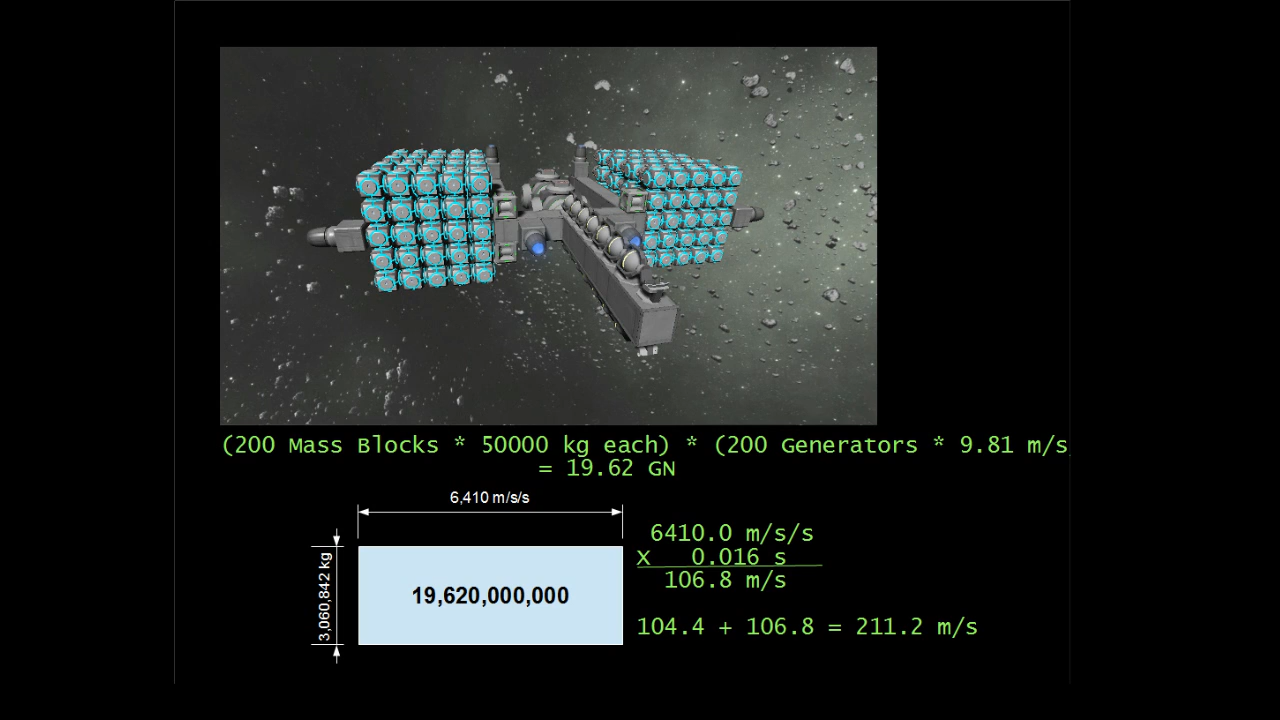 (200 Mass Blocks * 50000 kg each) * (200 Generators * 9.81 m/s
= 19.62 GN
6,410 m/s/s
3,060,842 kg
19,620,000,000
6410.0 m/s/s
X 0.016 s
106.8 m/s
104.4 + 106.8 = 211.2 m/s